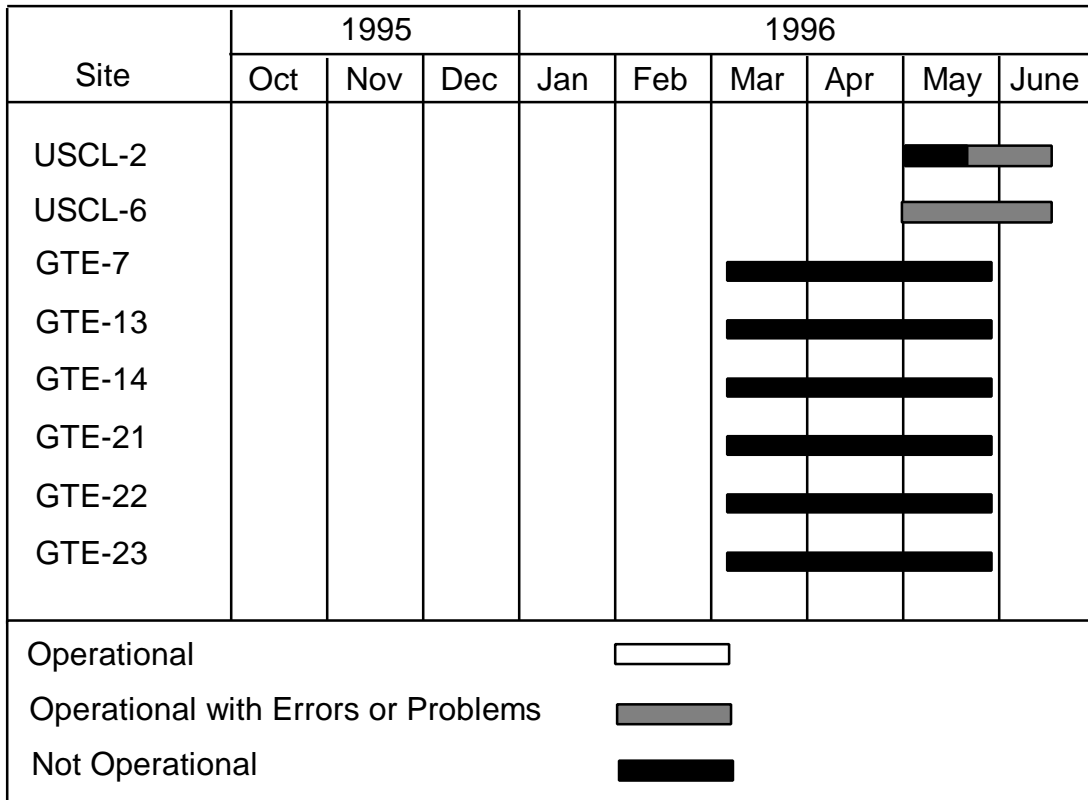 1995 1996
Site Oct Nov Dec Jan Feb Mar Apr May June
USCL-2
USCL-6
GTE-7
GTE-13
GTE-14
GTE-21
GTE-22
GTE-23
Operational
Operational with Errors or Problems
Not Operational